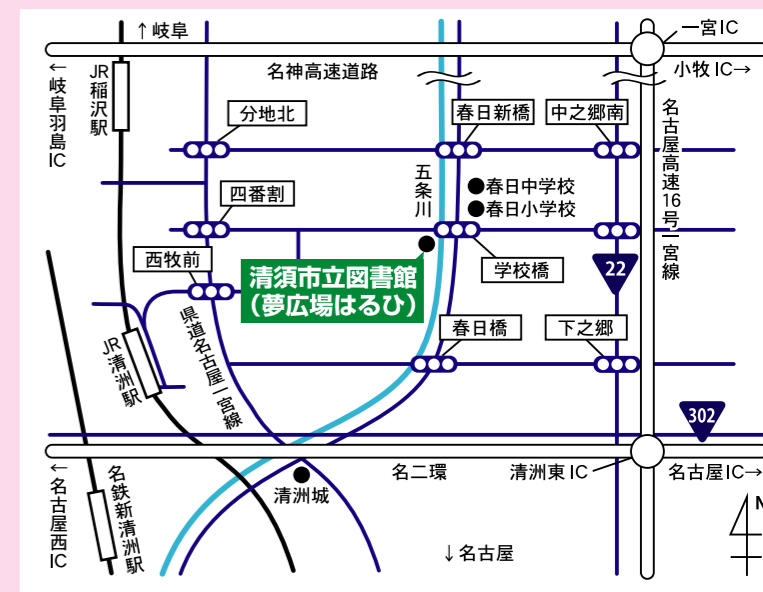 ↑岐阜
一宮IC
←岐阜羽島IC
JR稲沢駅
名神高速道路
小牧IC→
分地北
春日新橋
中之郷南
名古屋高速16号一宮線
五条川
●春日中学校
●春日小学校
四番割
西牧前
清須市立図書館
（夢広場はるひ）
学校橋
22
県道名古屋一宮線
春日橋
下之郷
JR清洲駅
302
←名古屋西IC
名鉄新清洲駅
清洲城
名二環
清洲東IC
名古屋IC→
N
↓名古屋